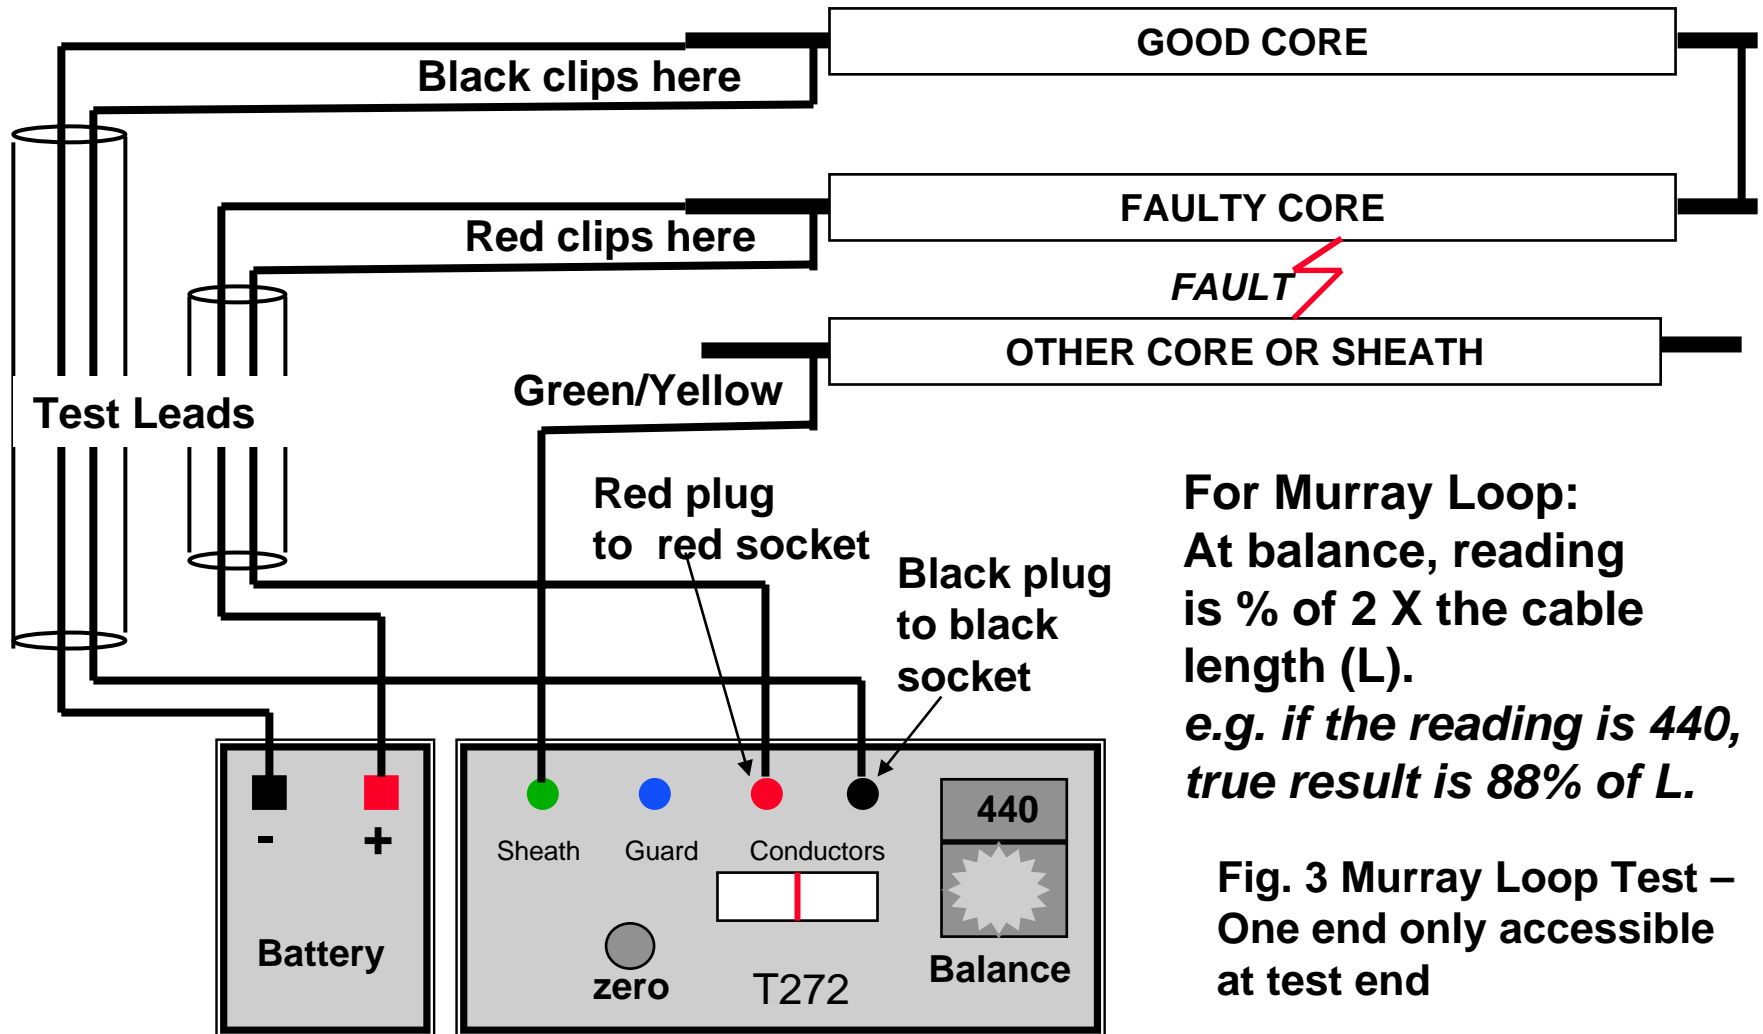 GOOD CORE
Black clips here
FAULTY CORE
Red clips here
FAULT
OTHER CORE OR SHEATH
Green/Yellow
Test Leads
Red plug
to red socket
Black plug
to black
socket
For Murray Loop:
At balance, reading
is % of 2 X the cable
length (L).
e.g. if the reading is 440,
true result is 88% of L.
- +
Battery
Sheath Guard Conductors
440
zero
T272
Balance
Fig. 3 Murray Loop Test –
One end only accessible
at test end